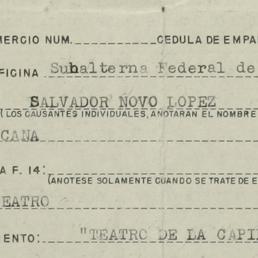 MERCIO NUM. CEDULA DE EMPA
FICINA Subalterna Federal de
SALVADOR NOVO LOPEZ
( LOS CAUSANTES INDIVIDUALES, ANOTARAN EL NOMBRE
CANA
A F. 14:
(ANOTESE SOLAMENTE CUANDO SE TRATE DE E
EATRO
ENTO: "TEATRO DE LA CAPI